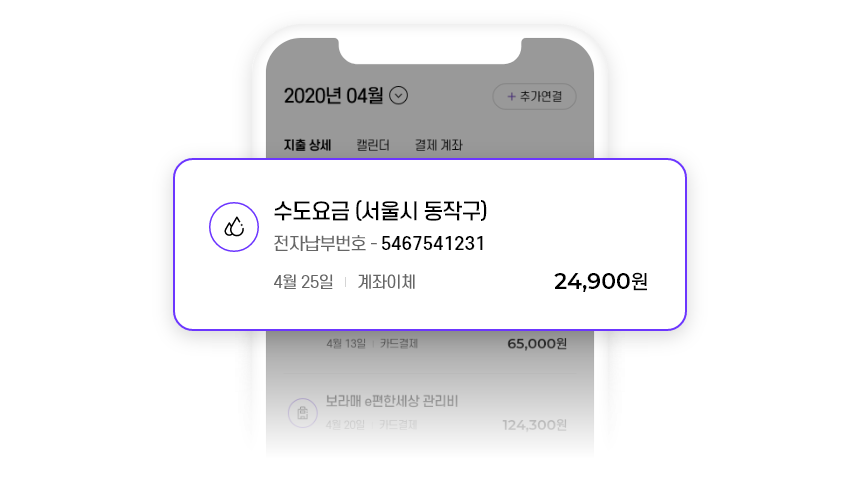 2020년 04월
+ 추가연결
지출 상세 캘린더 결제 계좌
수도요금 (서울시 동작구)
전자납부번호 - 5467541231
4월 25일 | 계좌이체 24,900원
4월 13일 | 카드결제 65,000원
보라매 e편한세상 관리비
4월 20일 | 카드결제 124,300원